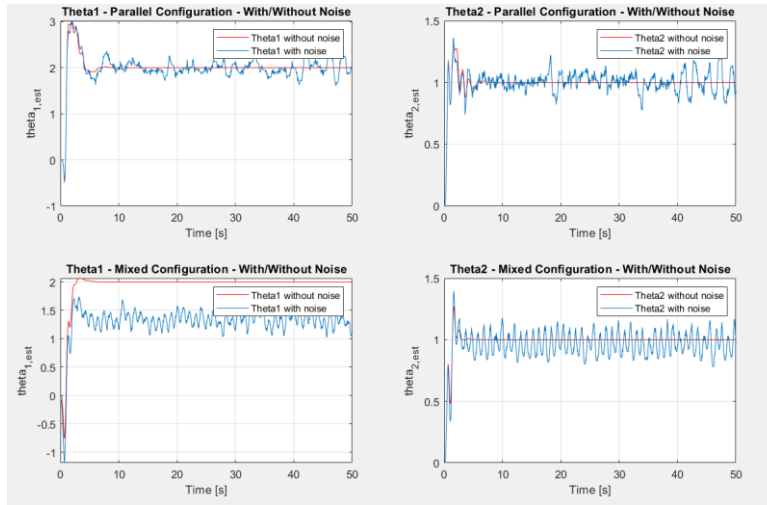 Theta1 - Parallel Configuration - With/Without Noise
3
2
1
0
-1
theta1,est
Theta1 without noise
Theta1 with noise
0 10 20 30 40 50
Time [s]
Theta2 - Parallel Configuration - With/Without Noise
1.5
1
0.5
0
theta2,est
Theta2 without noise
Theta2 with noise
0 10 20 30 40 50
Time [s]
Theta1 - Mixed Configuration - With/Without Noise
2
1.5
1
0.5
0
-0.5
-1
theta1,est
Theta1 without noise
Theta1 with noise
0 10 20 30 40 50
Time [s]
Theta2 - Mixed Configuration - With/Without Noise
1.5
1
0.5
0
theta2,est
Theta2 without noise
Theta2 with noise
0 10 20 30 40 50
Time [s]